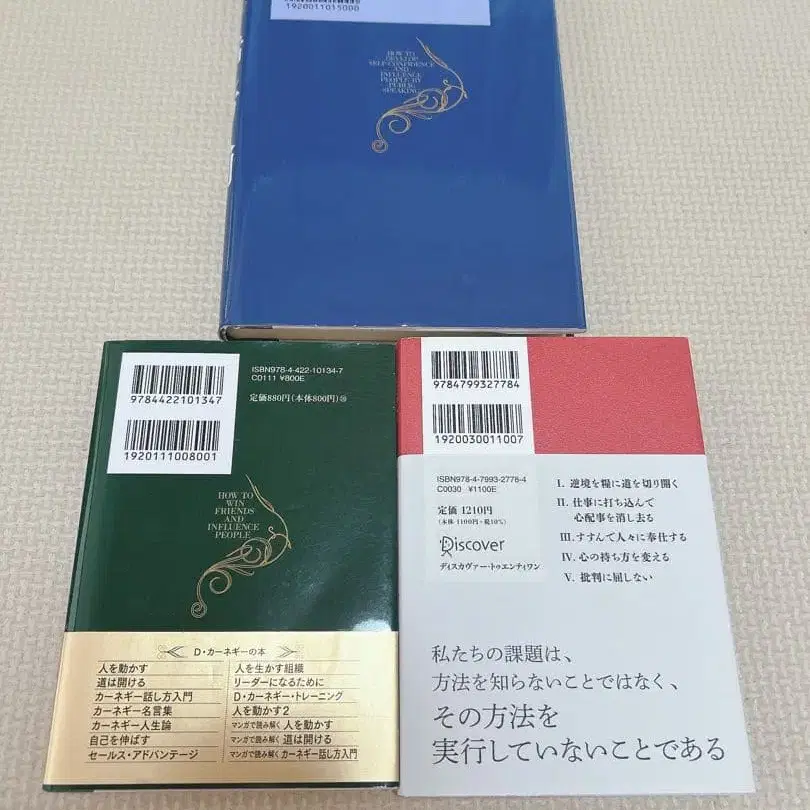 1920011015000
HOW TO
DEVELOP
SELF-CONFIDENCE
AND
INFLUENCE
PEOPLE BY
PUBLIC
SPEAKING
9784422101347
1920111008001
ISBN978-4-422-10134-7
C0111 ¥800E
定価880円(本体800円)⑩
HOW TO
WIN
FRIENDS
AND
INFLUENCE
PEOPLE
D・カーネギーの本
人を動かす
道は開ける
カーネギー話し方入門
カーネギー名言集
カーネギー人生論
自己を伸ばす
セールス・アドバンテージ
人を生かす組織
リーダーになるために
D・カーネギー・トレーニング
人を動かす2
マンガで読み解く 人を動かす
マンガで読み解く 道は開ける
マンガで読み解く カーネギー話し方入門
9784799327784
1920030011007
ISBN978-4-7993-2778-4
C0030 ¥1100E
定価 1210円
(本体 1100円+税10%)
Discover
ディスカヴァー・トゥエンティワン
I. 逆境を糧に道を切り開く
II. 仕事に打ち込んで
心配事を消し去る
III. すすんで人々に奉仕する
IV. 心の持ち方を変える
V. 批判に屈しない
私たちの課題は、
方法を知らないことではなく、
その方法を
実行していないことである